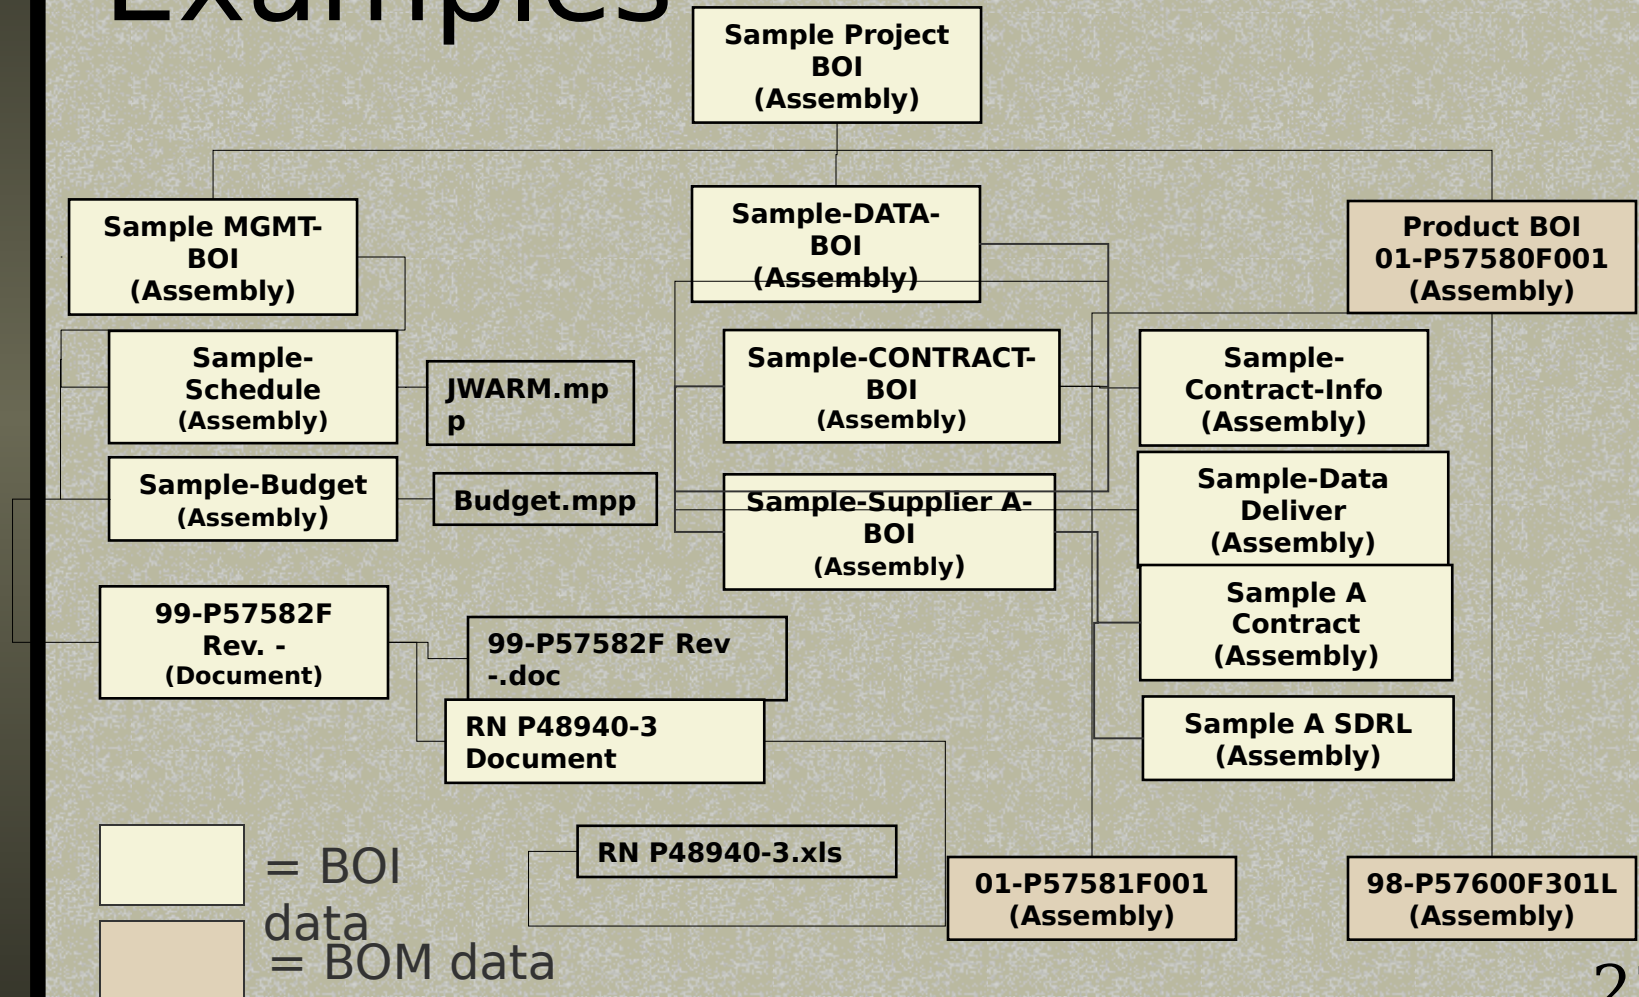 Examples
Sample Project
BOI
(Assembly)
Sample MGMT-
BOI
(Assembly)
Sample-DATA-
BOI
(Assembly)
Product BOI
01-P57580F001
(Assembly)
Sample-
Schedule
(Assembly)
JWARM.mp
p
Sample-CONTRACT-
BOI
(Assembly)
Sample-
Contract-Info
(Assembly)
Sample-Budget
(Assembly)
Budget.mpp
Sample-Supplier A-
BOI
(Assembly)
Sample-Data
Deliver
(Assembly)
99-P57582F
Rev. -
(Document)
99-P57582F Rev
-.doc
Sample A
Contract
(Assembly)
RN P48940-3
Document
Sample A SDRL
(Assembly)
RN P48940-3.xls
01-P57581F001
(Assembly)
98-P57600F301L
(Assembly)
= BOI
data
= BOM data